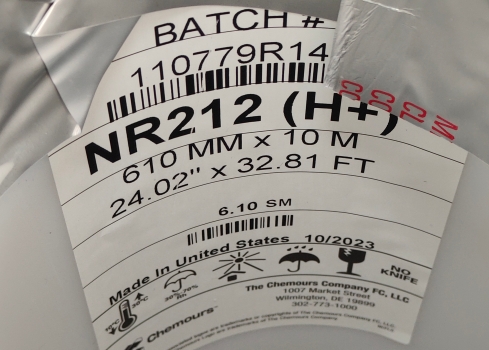 BATCH #
110779R14
NR212 (H+)
610 MM x 10 M
24.02" x 32.81 FT
6.10 SM
Made In United States 10/2023
NO
KNIFE
The Chemours Company FC, LLC
1007 Market Street
Wilmington, DE 19899
302-773-1000
Chemours